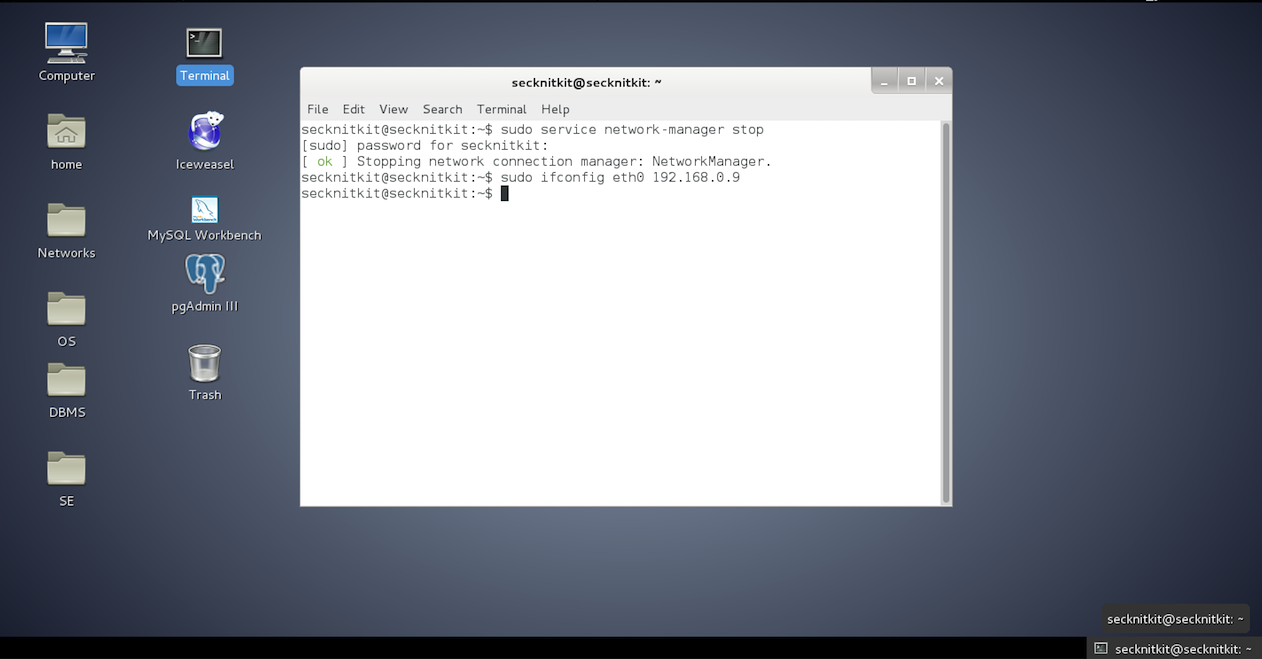 Computer
Terminal
home
Iceweasel
Networks
MySQL Workbench
pgAdmin III
OS
Trash
DBMS
SE
secknitkit@secknitkit: ~
File Edit View Search Terminal Help
secknitkit@secknitkit:~$ sudo service network-manager stop
[sudo] password for secknitkit:
[ ok ] Stopping network connection manager: NetworkManager.
secknitkit@secknitkit:~$ sudo ifconfig eth0 192.168.0.9
secknitkit@secknitkit:~$
secknitkit@secknitkit: ~
secknitkit@secknitkit: ~